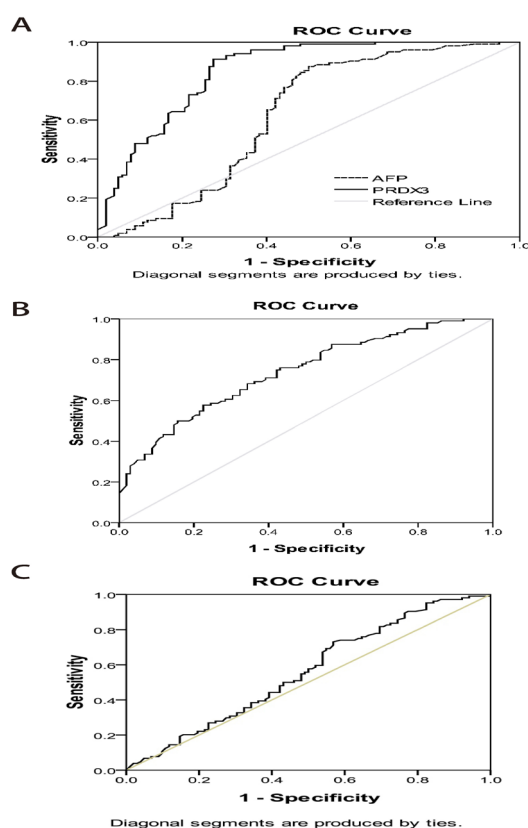 A
ROC Curve
Sensitivity
1.0
0.8
0.6
0.4
0.2
0.0
AFP
PRDX3
Reference Line
0.0 0.2 0.4 0.6 0.8 1.0
1 - Specificity
Diagonal segments are produced by ties.
B
ROC Curve
Sensitivity
1.0
0.8
0.6
0.4
0.2
0.0
0.0 0.2 0.4 0.6 0.8 1.0
1 - Specificity
C
ROC Curve
Sensitivity
1.0
0.8
0.6
0.4
0.2
0.0
0.0 0.2 0.4 0.6 0.8 1.0
1 - Specificity
Diagonal segments are produced by ties.